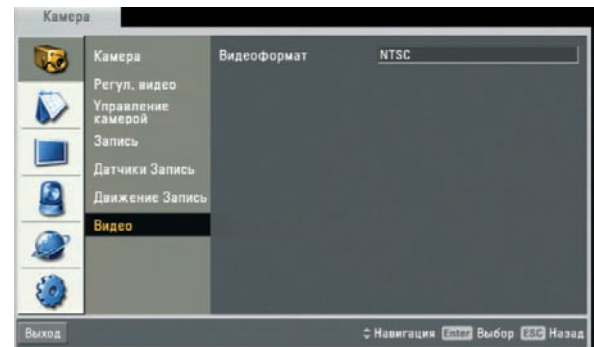 Камера
Камера
Видеоформат NTSC
Регул. видео
Управление
камерой
Запись
Датчики Запись
Движение Запись
Видео
Выход
Навигация Enter Выбор ESC Назад